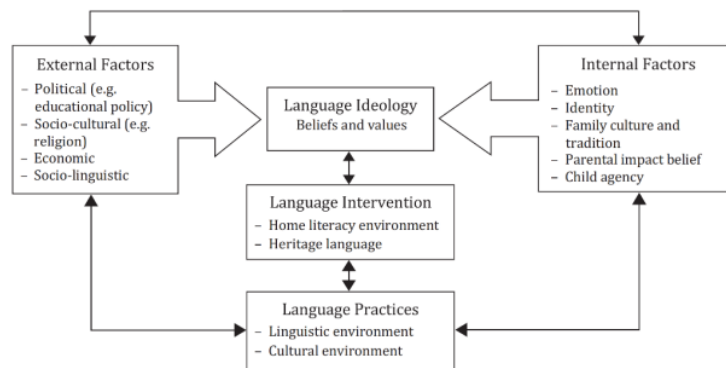 External Factors
– Political (e.g.
educational policy)
– Socio-cultural (e.g.
religion)
– Economic
– Socio-linguistic
Language Ideology
Beliefs and values
Internal Factors
– Emotion
– Identity
– Family culture and
tradition
– Parental impact belief
– Child agency
Language Intervention
– Home literacy environment
– Heritage language
Language Practices
– Linguistic environment
– Cultural environment